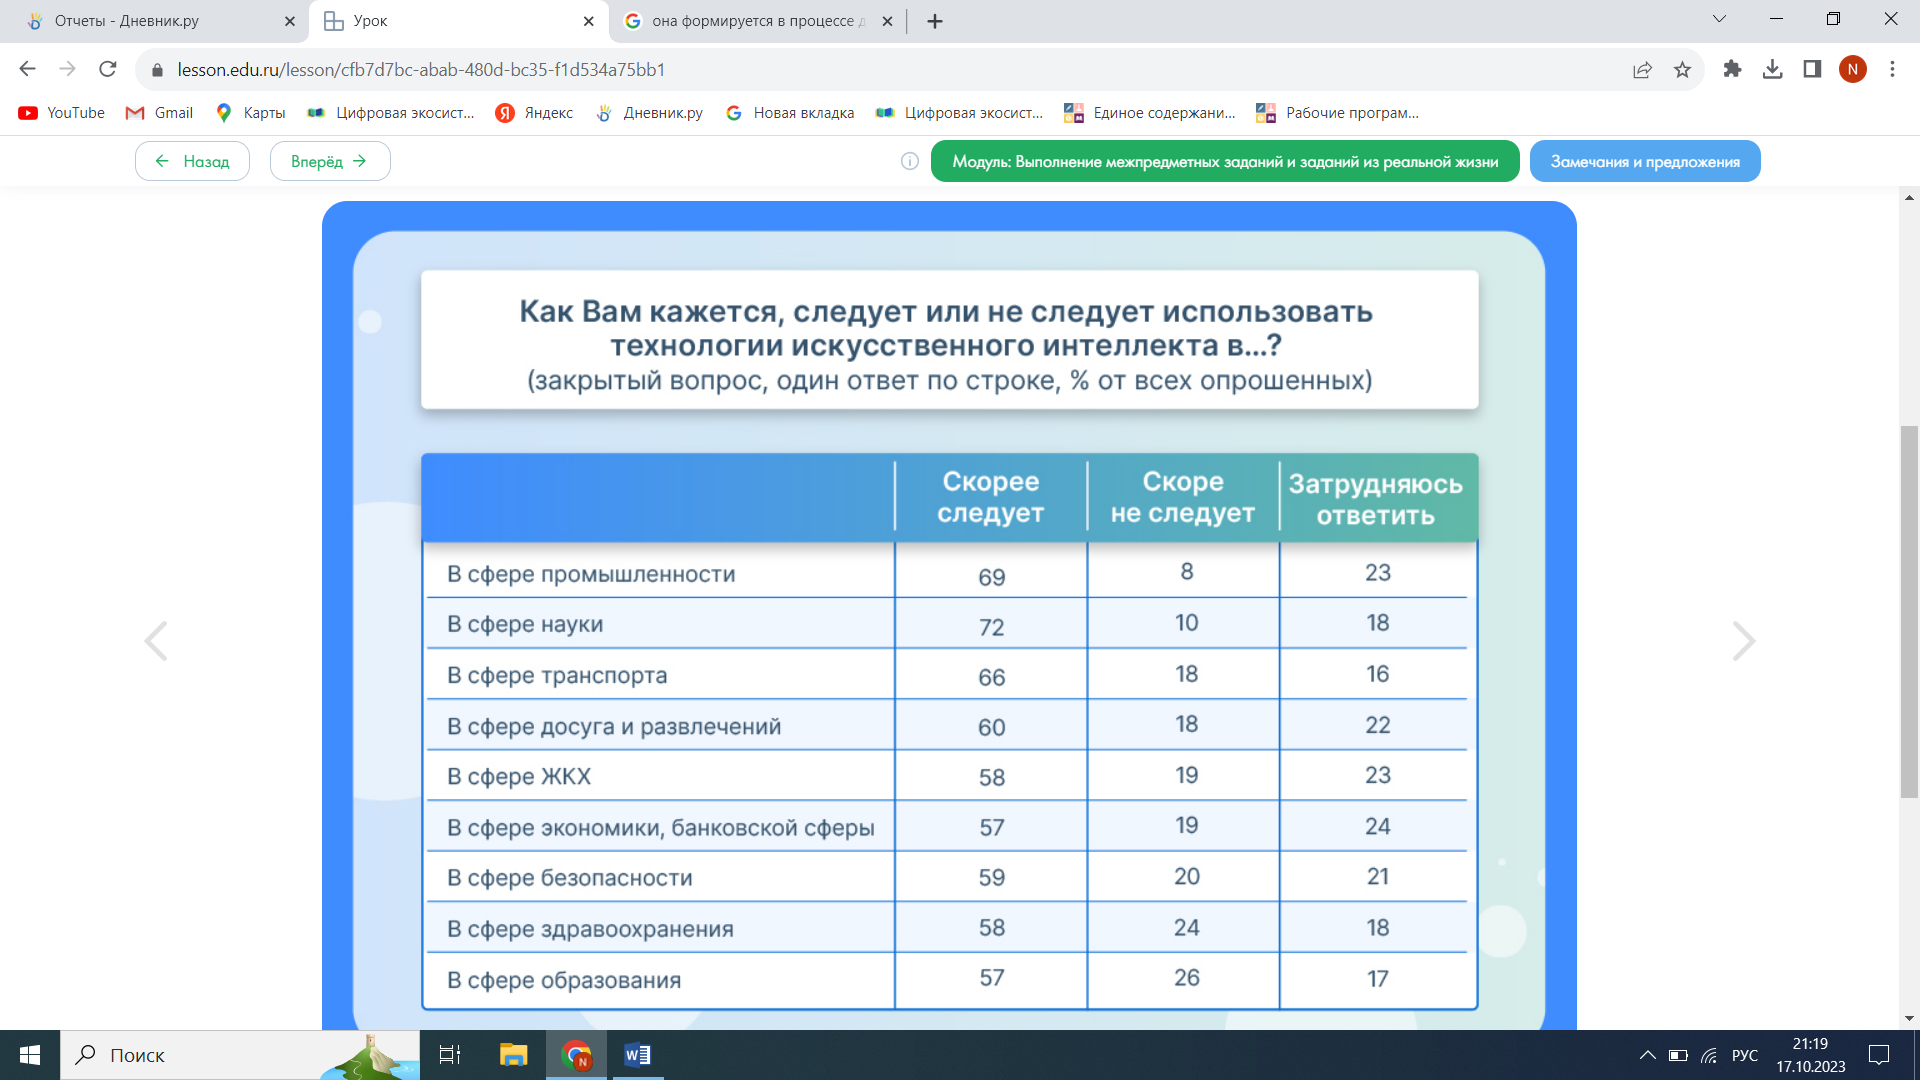 Отчеты - Дневник.ру
Урок
она формируется в процессе д
lesson.edu.ru/lesson/cfb7d7bc-abab-480d-bc35-f1d534a75bb1
N
YouTube
Gmail
Карты
Цифровая экосист...
Яндекс
Дневник.ру
Новая вкладка
Цифровая экосист...
Единое содержани...
Рабочие програм...
Назад
Вперёд
Модуль: Выполнение межпредметных заданий и заданий из реальной жизни
Замечания и предложения
Как Вам кажется, следует или не следует использовать
технологии искусственного интеллекта в...?
(закрытый вопрос, один ответ по строке, % от всех опрошенных)
Скорее следует Скоре не следует Затрудняюсь ответить
В сфере промышленности 69 8 23
В сфере науки 72 10 18
В сфере транспорта 66 18 16
В сфере досуга и развлечений 60 18 22
В сфере ЖКХ 58 19 23
В сфере экономики, банковской сферы 57 19 24
В сфере безопасности 59 20 21
В сфере здравоохранения 58 24 18
В сфере образования 57 26 17
Поиск
РУС
21:19
17.10.2023